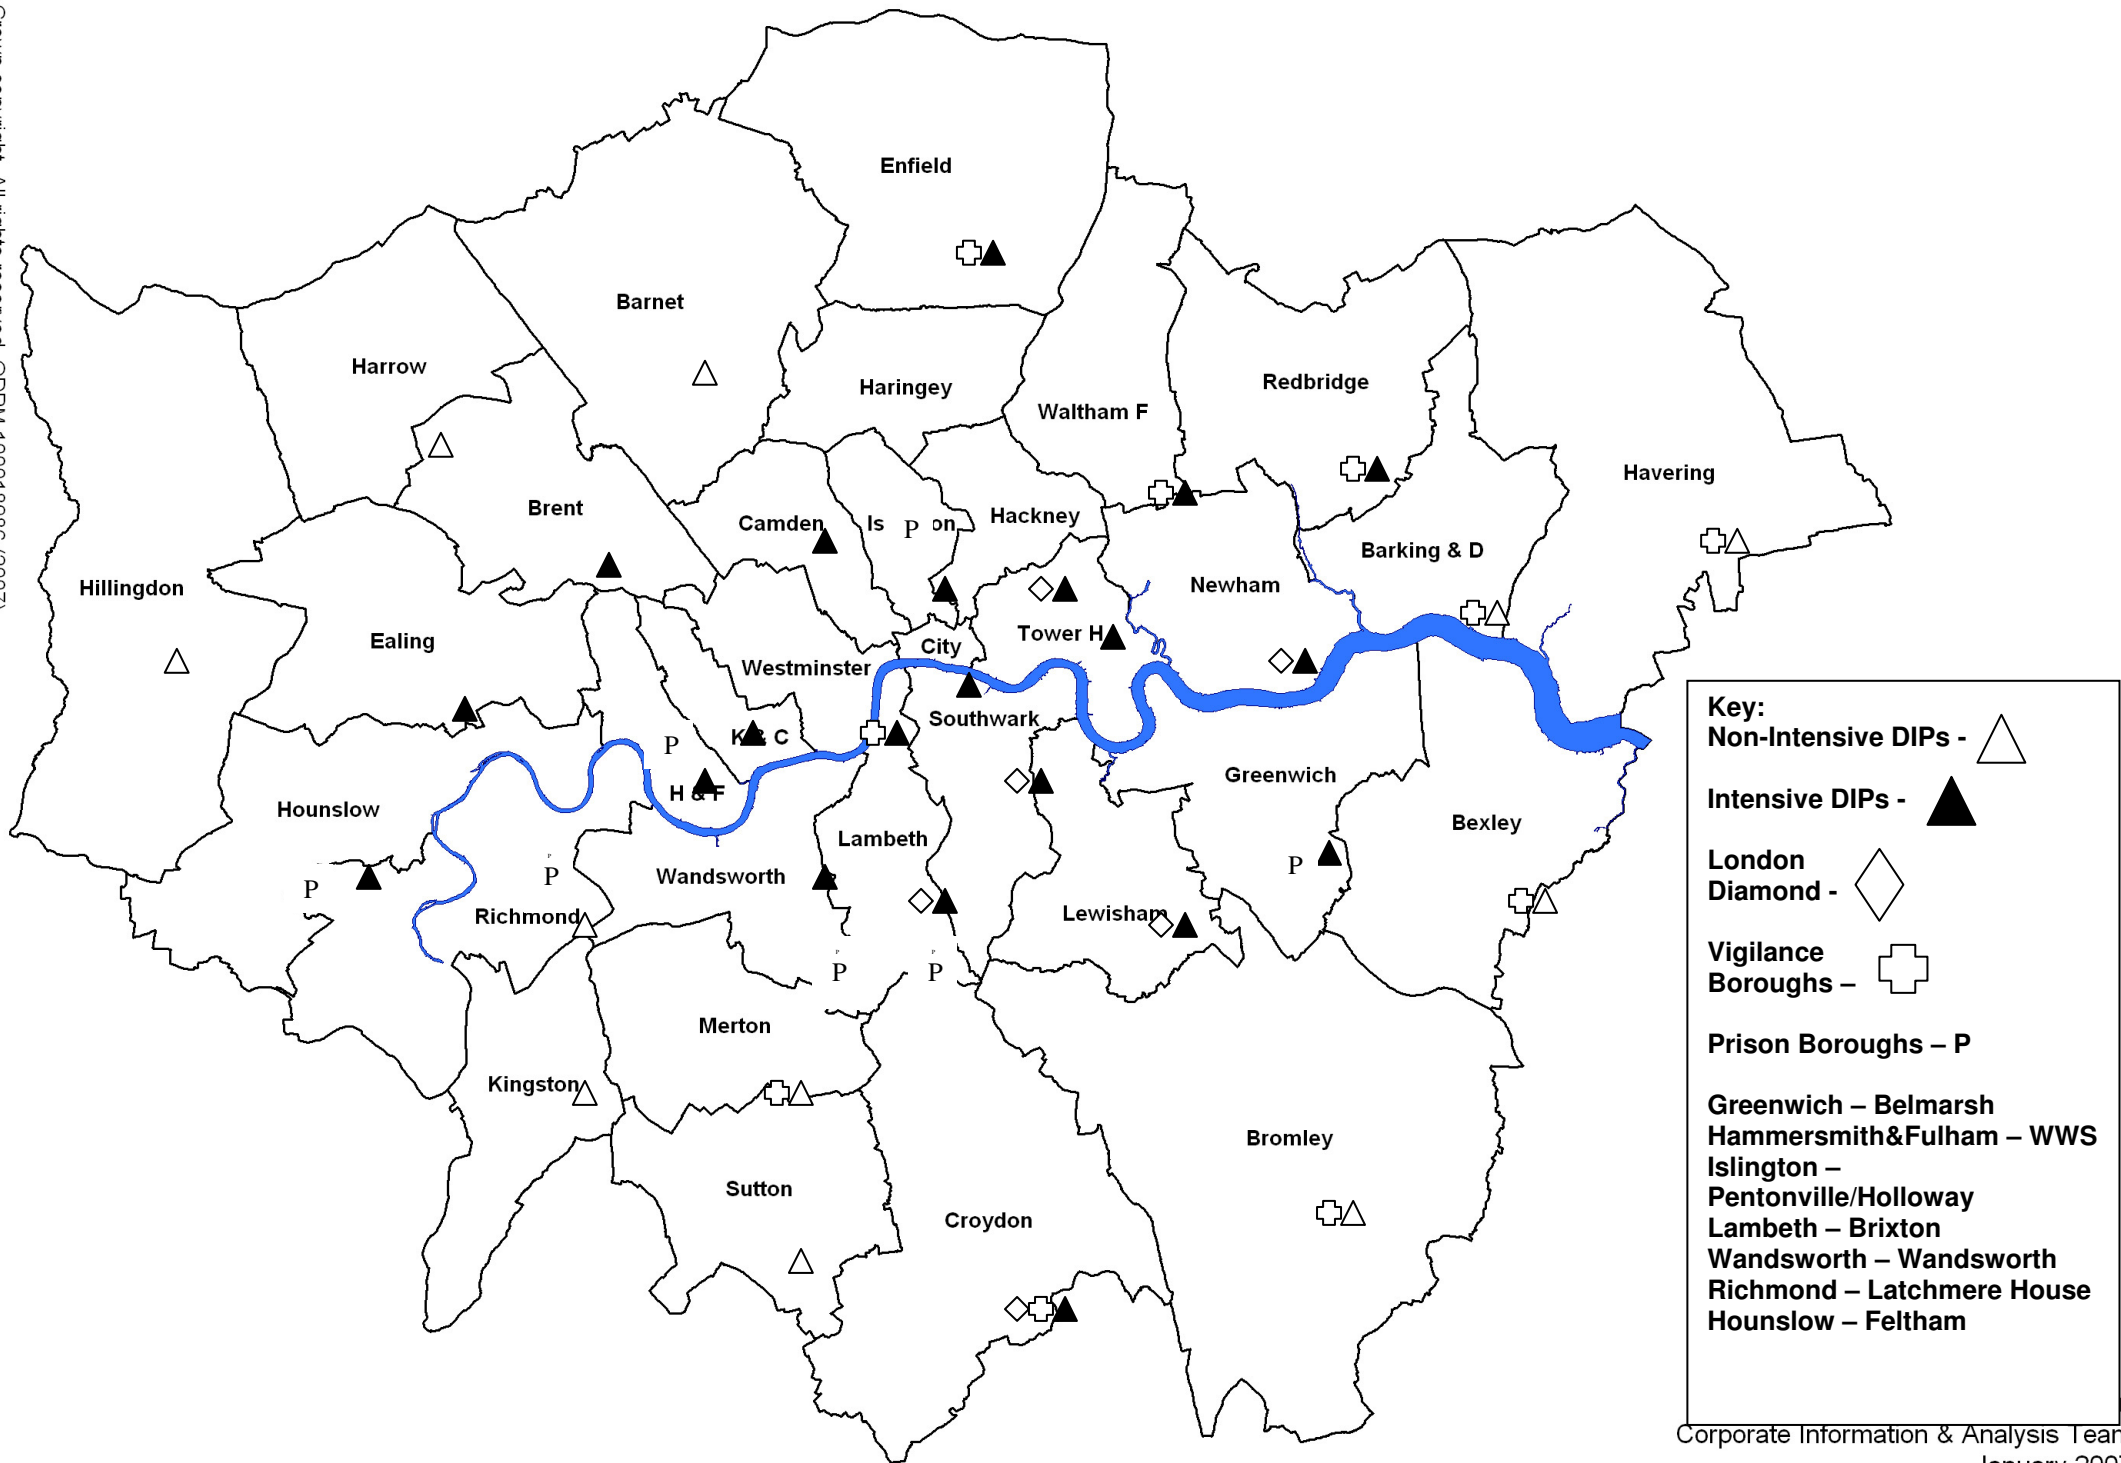 Enfield
Barnet
Harrow
Haringey
Redbridge
Waltham F
Havering
Brent
Camden
Is P on
Hackney
Barking & D
Hillingdon
Newham
Ealing
Tower H
City
Westminster
Southwark
P
K & C
Greenwich
H & F
Hounslow
Bexley
Lambeth
P
Wandsworth
P
P
Richmond
Lewisham
P
P
Merton
Kingston
Bromley
Sutton
Croydon
Key:
Non-Intensive DIPs -
Intensive DIPs -
London
Diamond -
Vigilance
Boroughs –
Prison Boroughs – P
Greenwich – Belmarsh
Hammersmith&Fulham – WWS
Islington –
Pentonville/Holloway
Lambeth – Brixton
Wandsworth – Wandsworth
Richmond – Latchmere House
Hounslow – Feltham
Corporate Information & Analysis Team